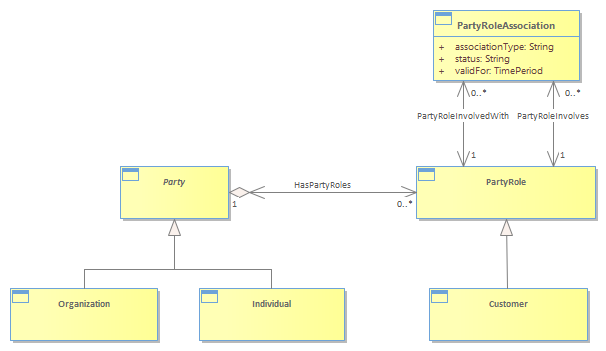 PartyRoleAssociation
+ associationType: String
+ status: String
+ validFor: TimePeriod
0..*
0..*
PartyRoleInvolvedWith
PartyRoleInvolves
1
1
Party
HasPartyRoles
PartyRole
1
0..*
Organization
Individual
Customer